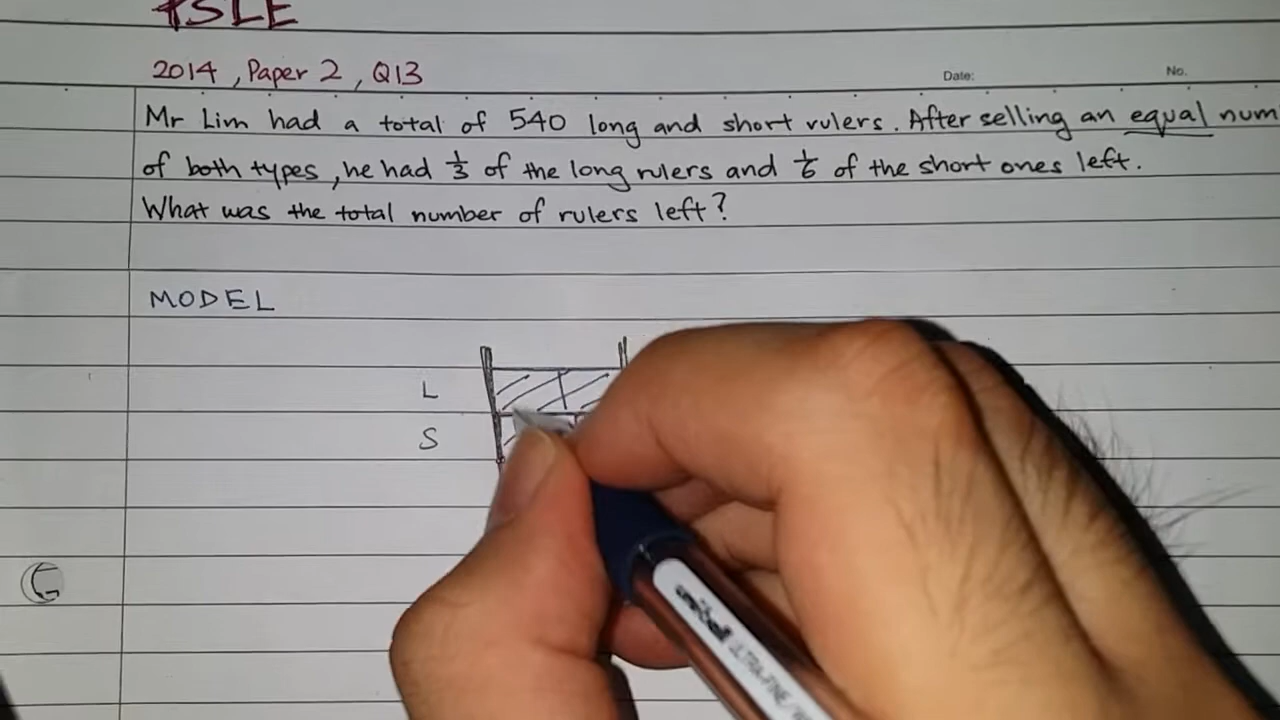 PSLE
2014, Paper 2, Q13
Date: No.
Mr Lim had a total of 540 long and short rulers. After selling an equal num
of both types, he had 1/3 of the long rulers and 1/6 of the short ones left.
What was the total number of rulers left?
MODEL
L
S
uni-ball